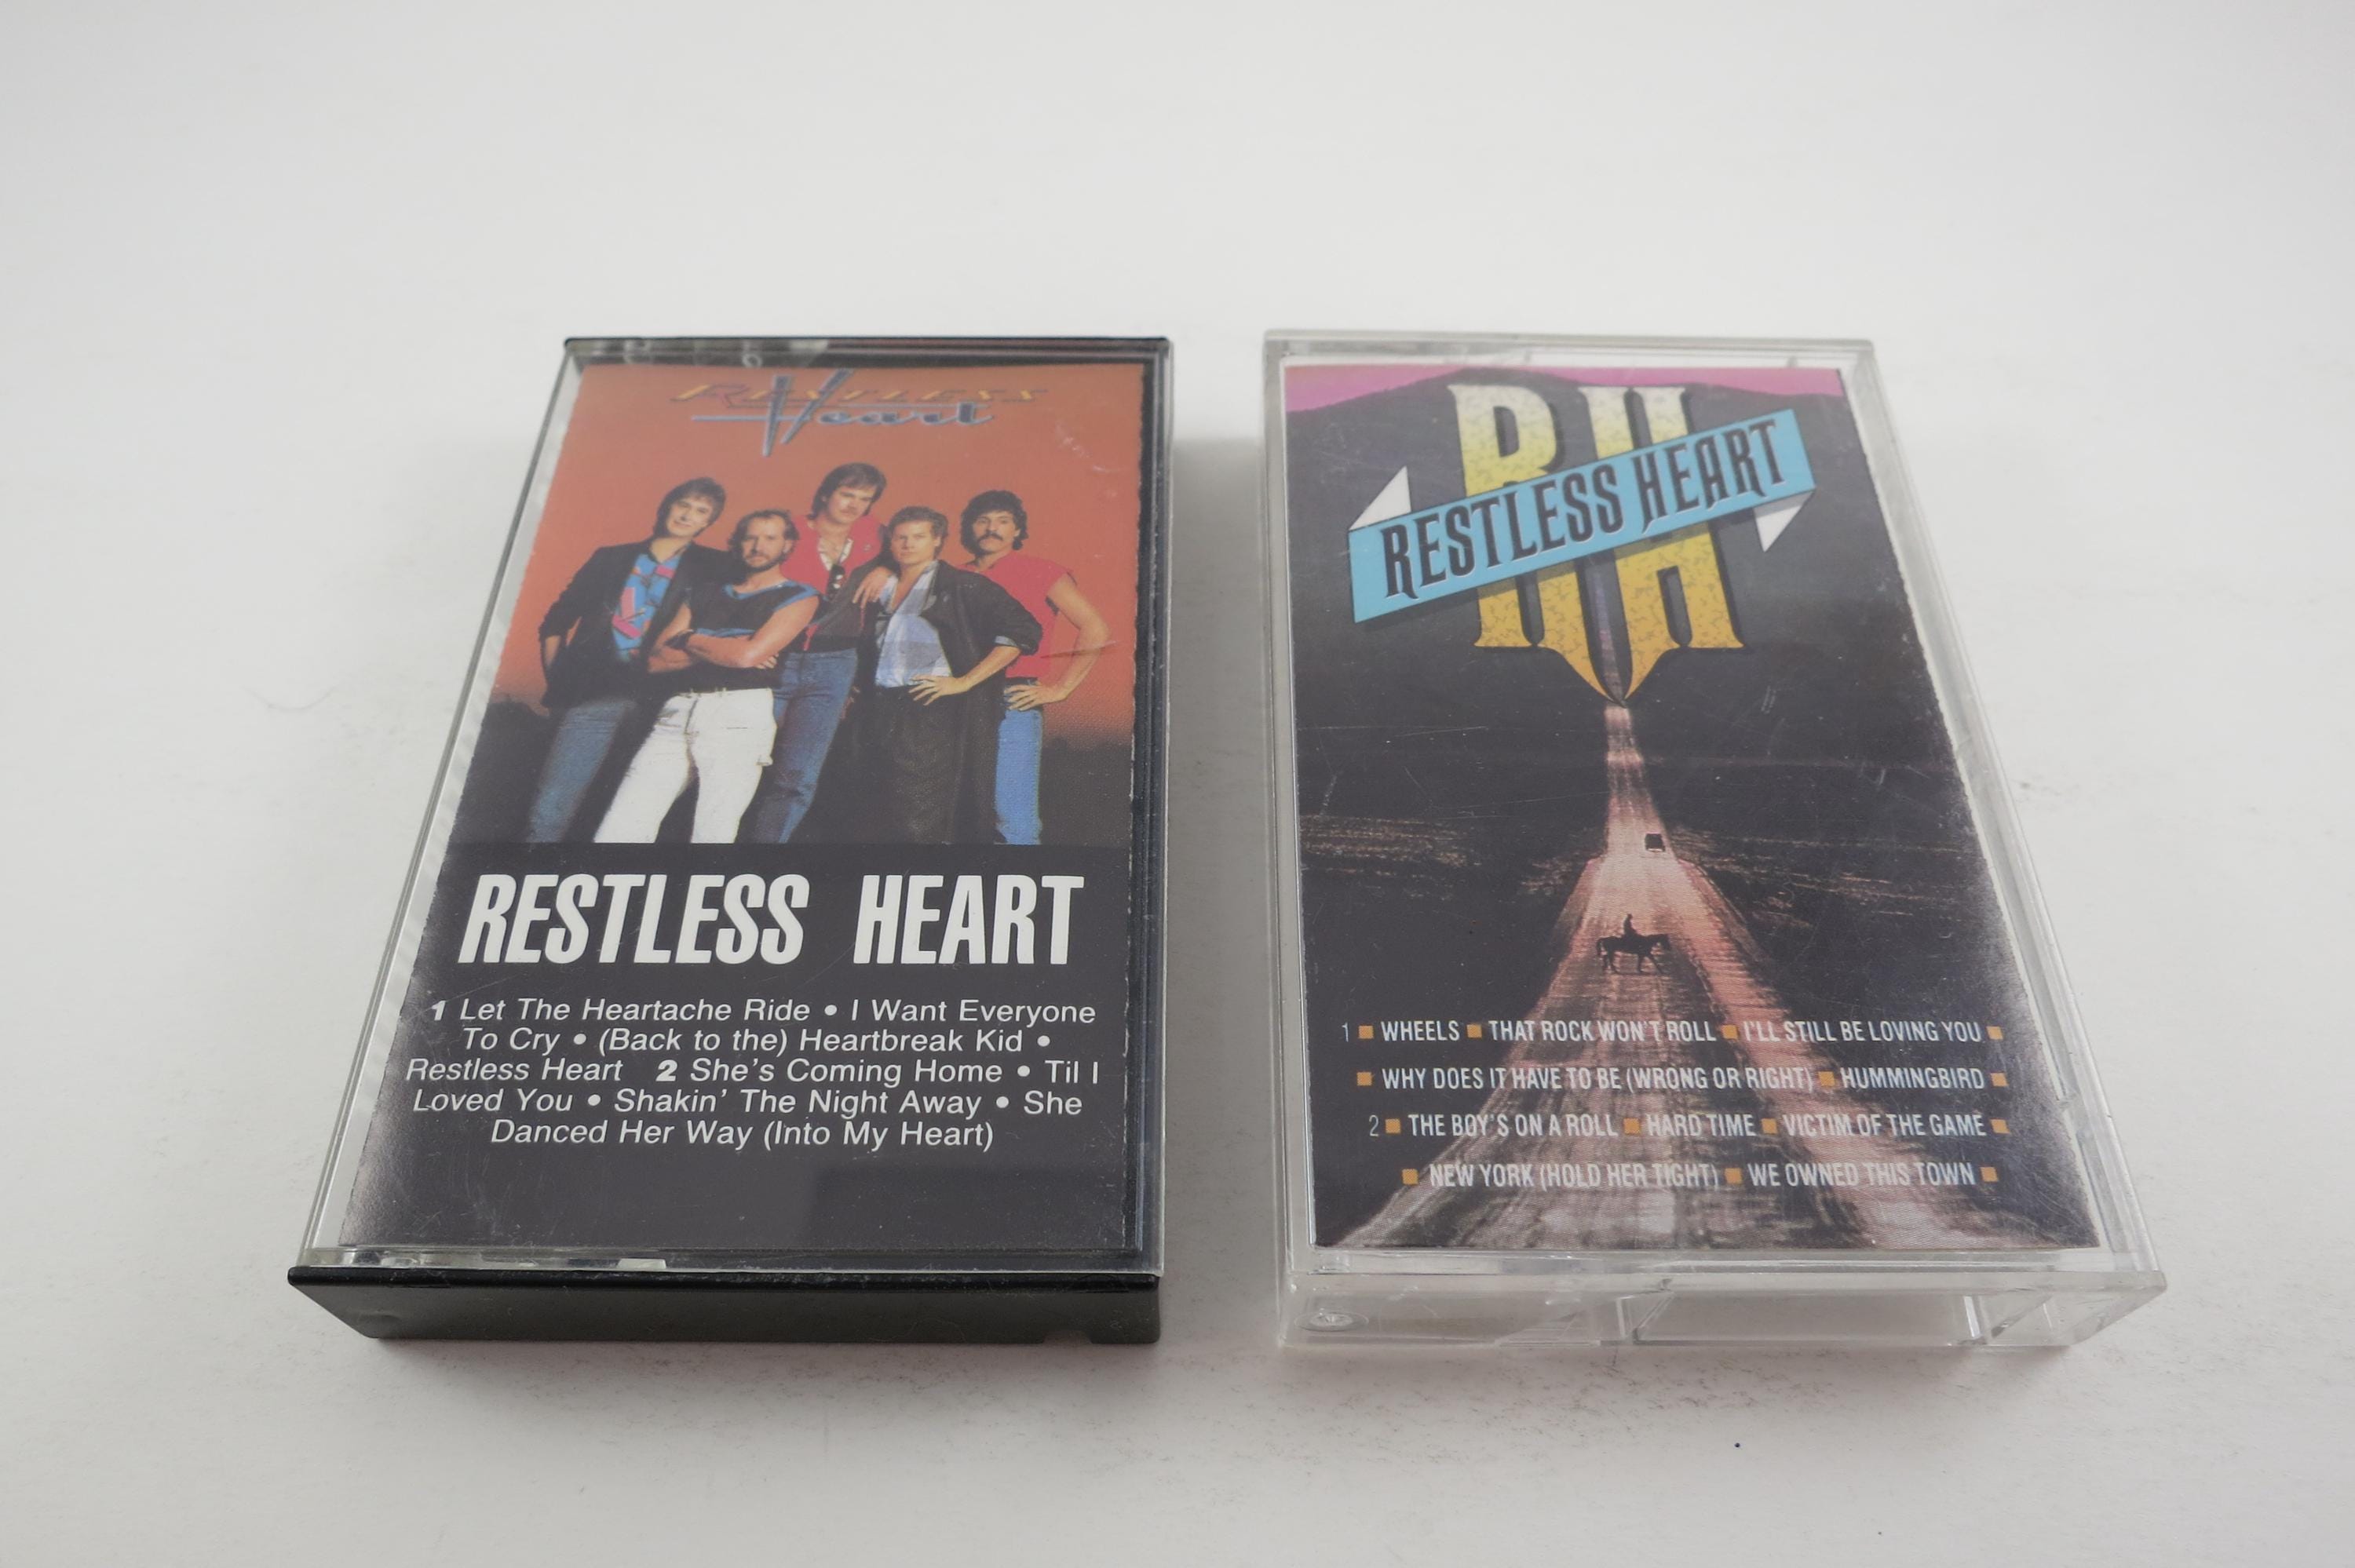 RESTLESS
Heart
RESTLESS HEART
1 Let The Heartache Ride • I Want Everyone
To Cry • (Back to the) Heartbreak Kid •
Restless Heart 2 She's Coming Home • Til I
Loved You • Shakin' The Night Away • She
Danced Her Way (Into My Heart)
RH
RESTLESS HEART
1 ■ WHEELS ■ THAT ROCK WON'T ROLL ■ I'LL STILL BE LOVING YOU ■
■ WHY DOES IT HAVE TO BE (WRONG OR RIGHT) ■ HUMMINGBIRD ■
2 ■ THE BOY'S ON A ROLL ■ HARD TIME ■ VICTIM OF THE GAME ■
■ NEW YORK (HOLD HER TIGHT) ■ WE OWNED THIS TOWN ■